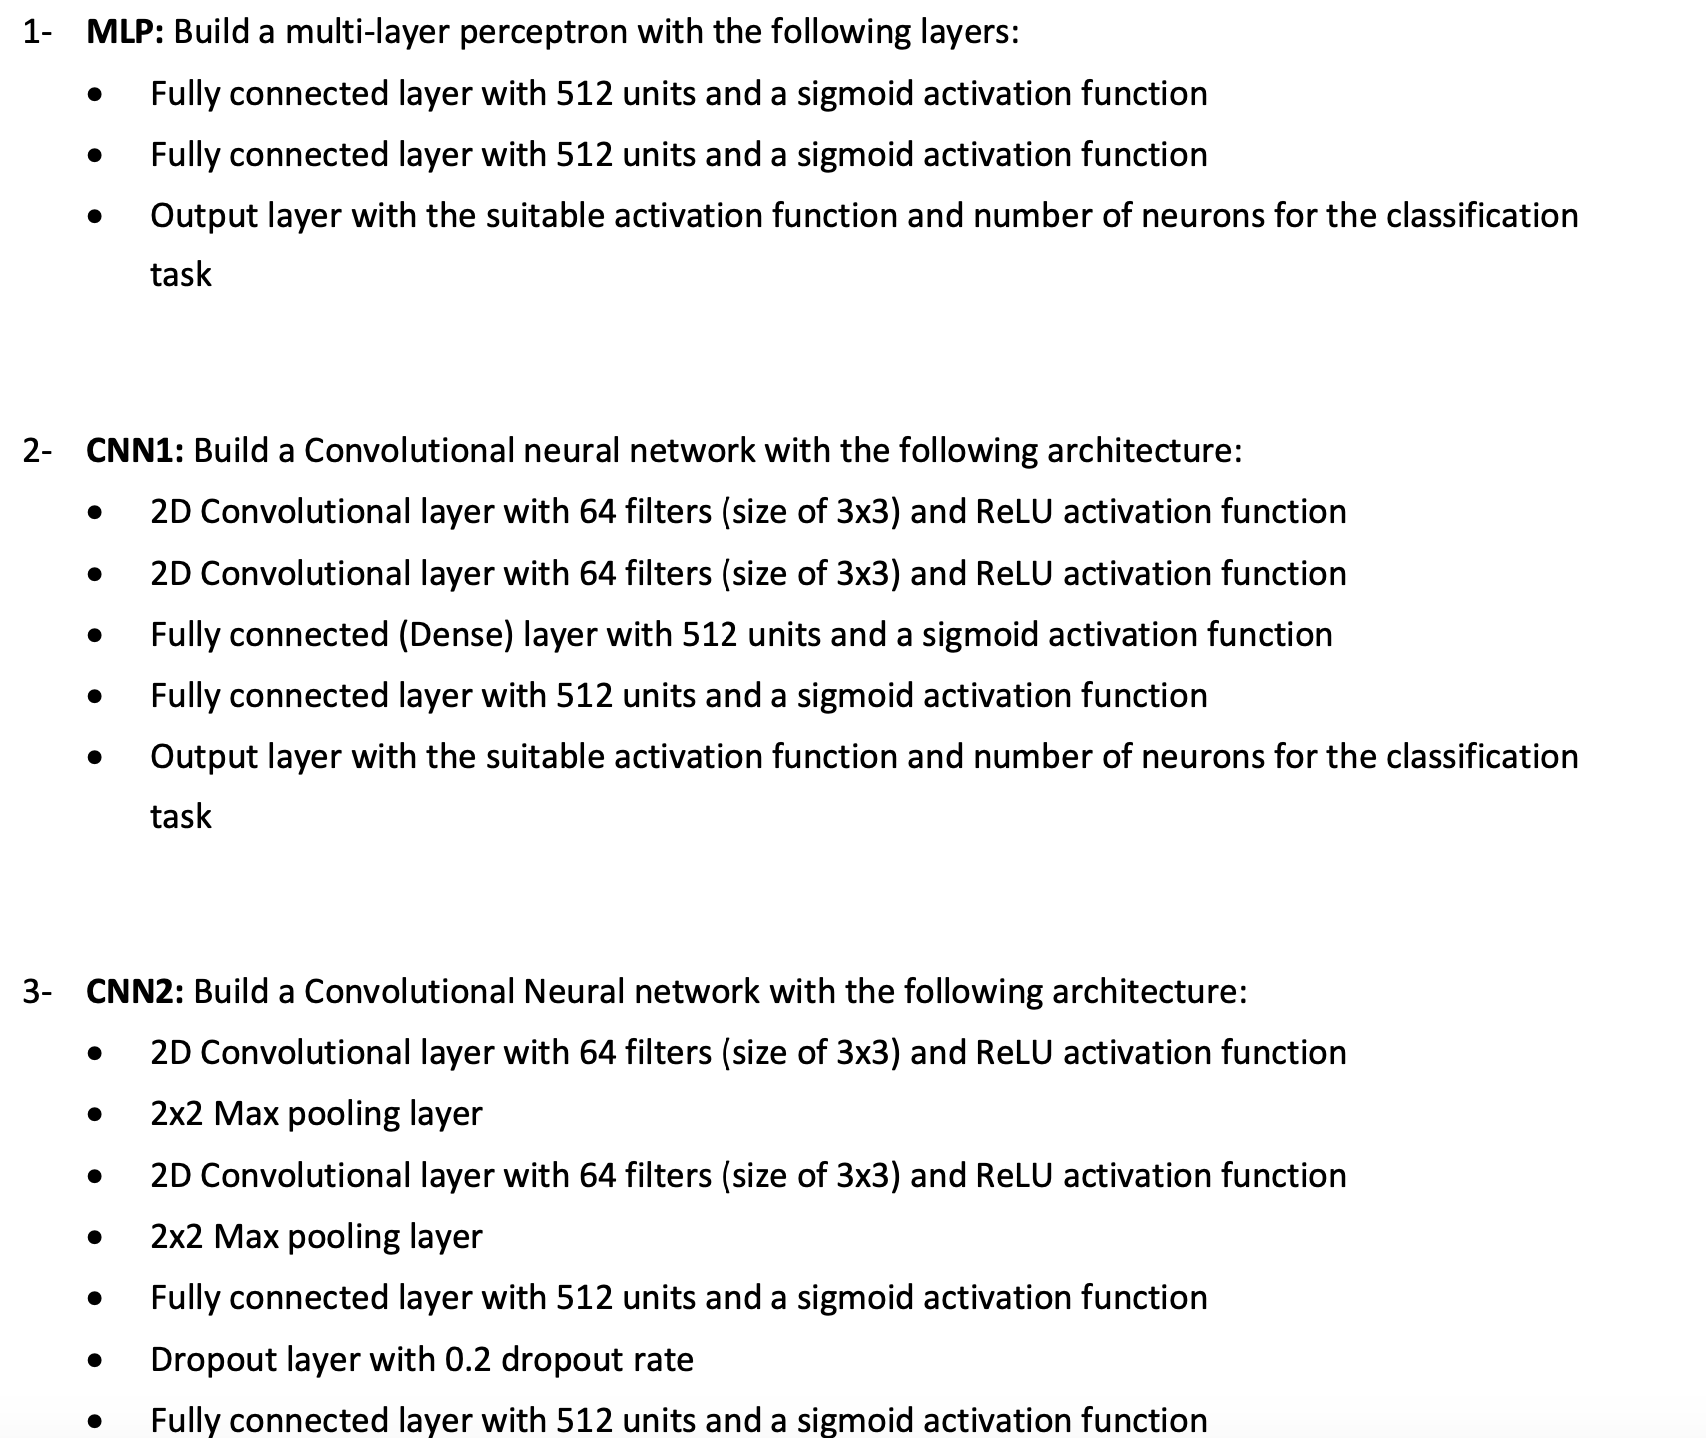 1- MLP: Build a multi-layer perceptron with the following layers:
• Fully connected layer with 512 units and a sigmoid activation function
• Fully connected layer with 512 units and a sigmoid activation function
• Output layer with the suitable activation function and number of neurons for the classification
task
2- CNN1: Build a Convolutional neural network with the following architecture:
• 2D Convolutional layer with 64 filters (size of 3x3) and ReLU activation function
• 2D Convolutional layer with 64 filters (size of 3x3) and ReLU activation function
• Fully connected (Dense) layer with 512 units and a sigmoid activation function
• Fully connected layer with 512 units and a sigmoid activation function
• Output layer with the suitable activation function and number of neurons for the classification
task
3- CNN2: Build a Convolutional Neural network with the following architecture:
• 2D Convolutional layer with 64 filters (size of 3x3) and ReLU activation function
• 2x2 Max pooling layer
• 2D Convolutional layer with 64 filters (size of 3x3) and ReLU activation function
• 2x2 Max pooling layer
• Fully connected layer with 512 units and a sigmoid activation function
• Dropout layer with 0.2 dropout rate
• Fully connected layer with 512 units and a sigmoid activation function